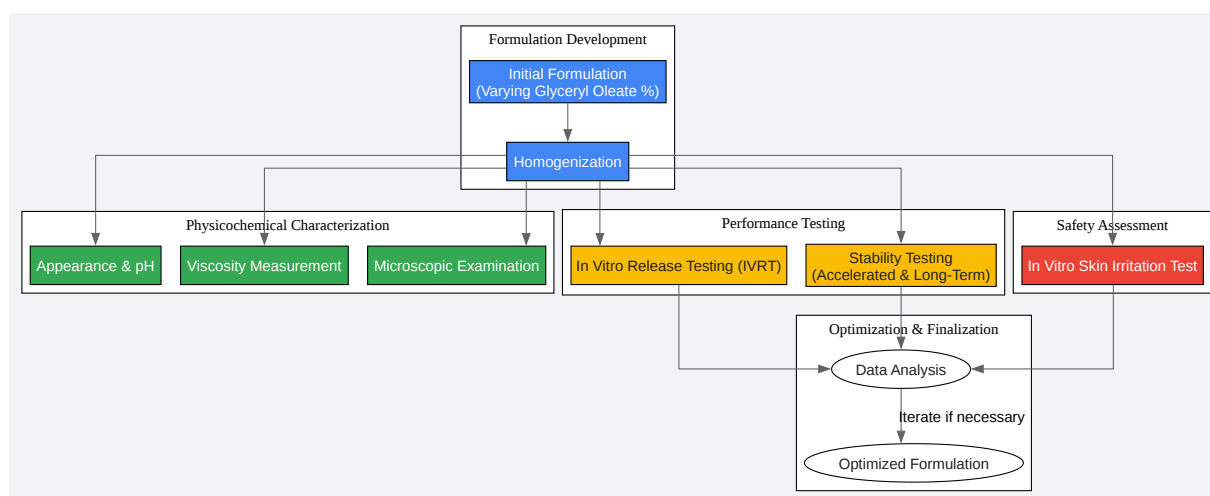 Formulation Development
Initial Formulation
(Varying Glyceryl Oleate %)
Homogenization
Physicochemical Characterization
Appearance & pH
Viscosity Measurement
Microscopic Examination
Performance Testing
In Vitro Release Testing (IVRT)
Stability Testing
(Accelerated & Long-Term)
Safety Assessment
In Vitro Skin Irritation Test
Optimization & Finalization
Data Analysis
Iterate if necessary
Optimized Formulation